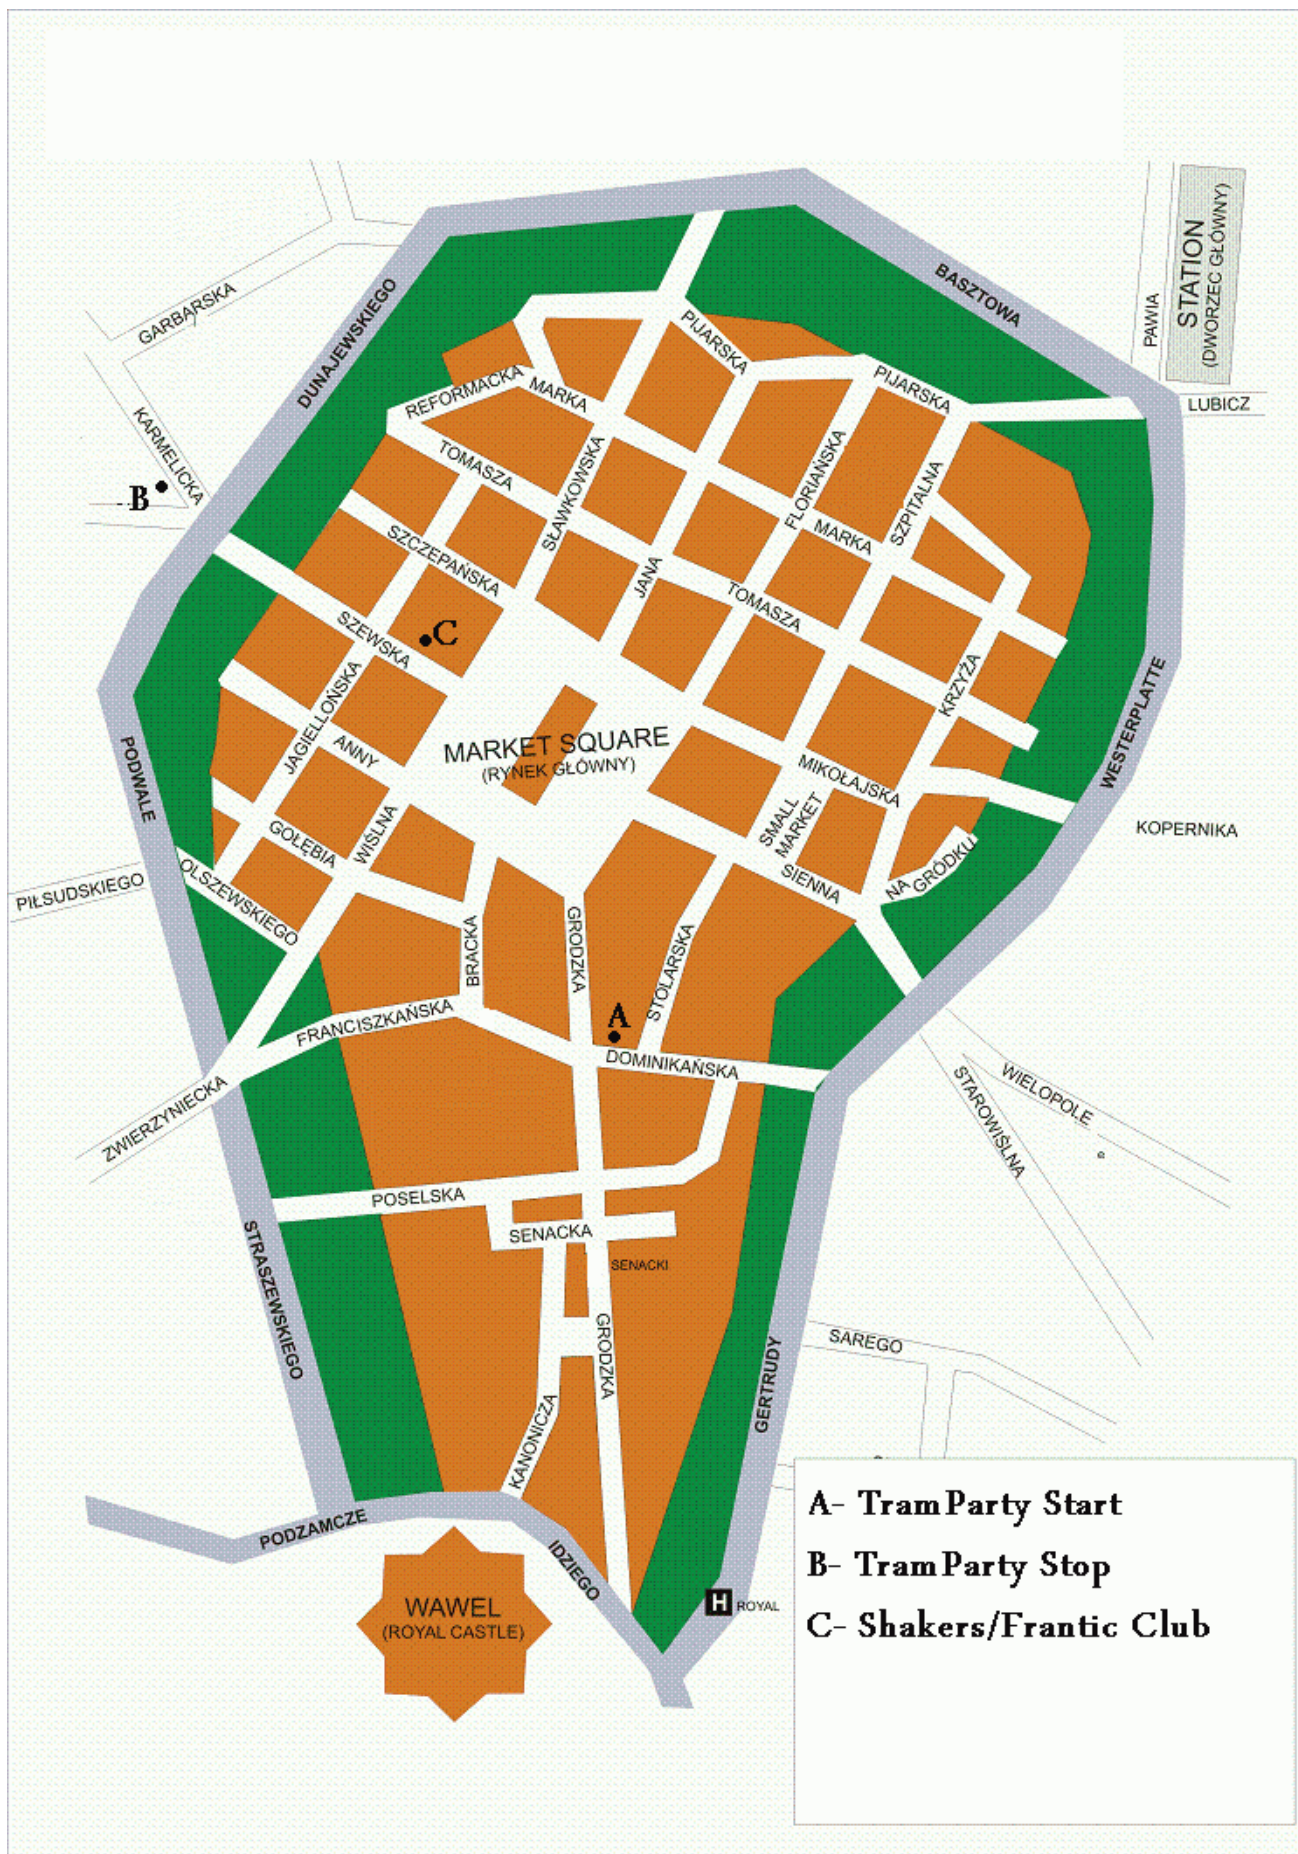 BASZTOWA
STATION
(DWORZEC GŁÓWNY)
PAWIA
LUBICZ
GARBARSKA
DUNAJEWSKIEGO
KARMELICKA
B
PIJARSKA
PIJARSKA
REFORMACKA
MARKA
TOMASZA
SŁAWKOWSKA
FLORIAŃSKA
SZPITALNA
MARKA
SZCZEPAŃSKA
JANA
TOMASZA
SZEWSKA
C
KRZYŻA
WESTERPLATTE
JAGIELLOŃSKA
ANNY
MARKET SQUARE
(RYNEK GŁÓWNY)
MIKOŁAJSKA
SMALL
MARKET
PODWALE
WIŚLNA
GOŁĘBIA
SIENNA
NA
GRÓDKU
KOPERNIKA
PIŁSUDSKIEGO
OLSZEWSKIEGO
BRACKA
GRODZKA
STOLARSKA
A
FRANCISZKAŃSKA
DOMINIKAŃSKA
ZWIERZYNIECKA
WIELOPOLE
STAROWIŚLNA
POSELSKA
SENACKA
SENACKI
STRASZEWSKIEGO
GRODZKA
SAREGO
GERTRUDY
KANONICZA
PODZAMCZE
IDZIEGO
WAWEL
(ROYAL CASTLE)
H ROYAL
A- TramParty Start
B- TramParty Stop
C- Shakers/Frantic Club